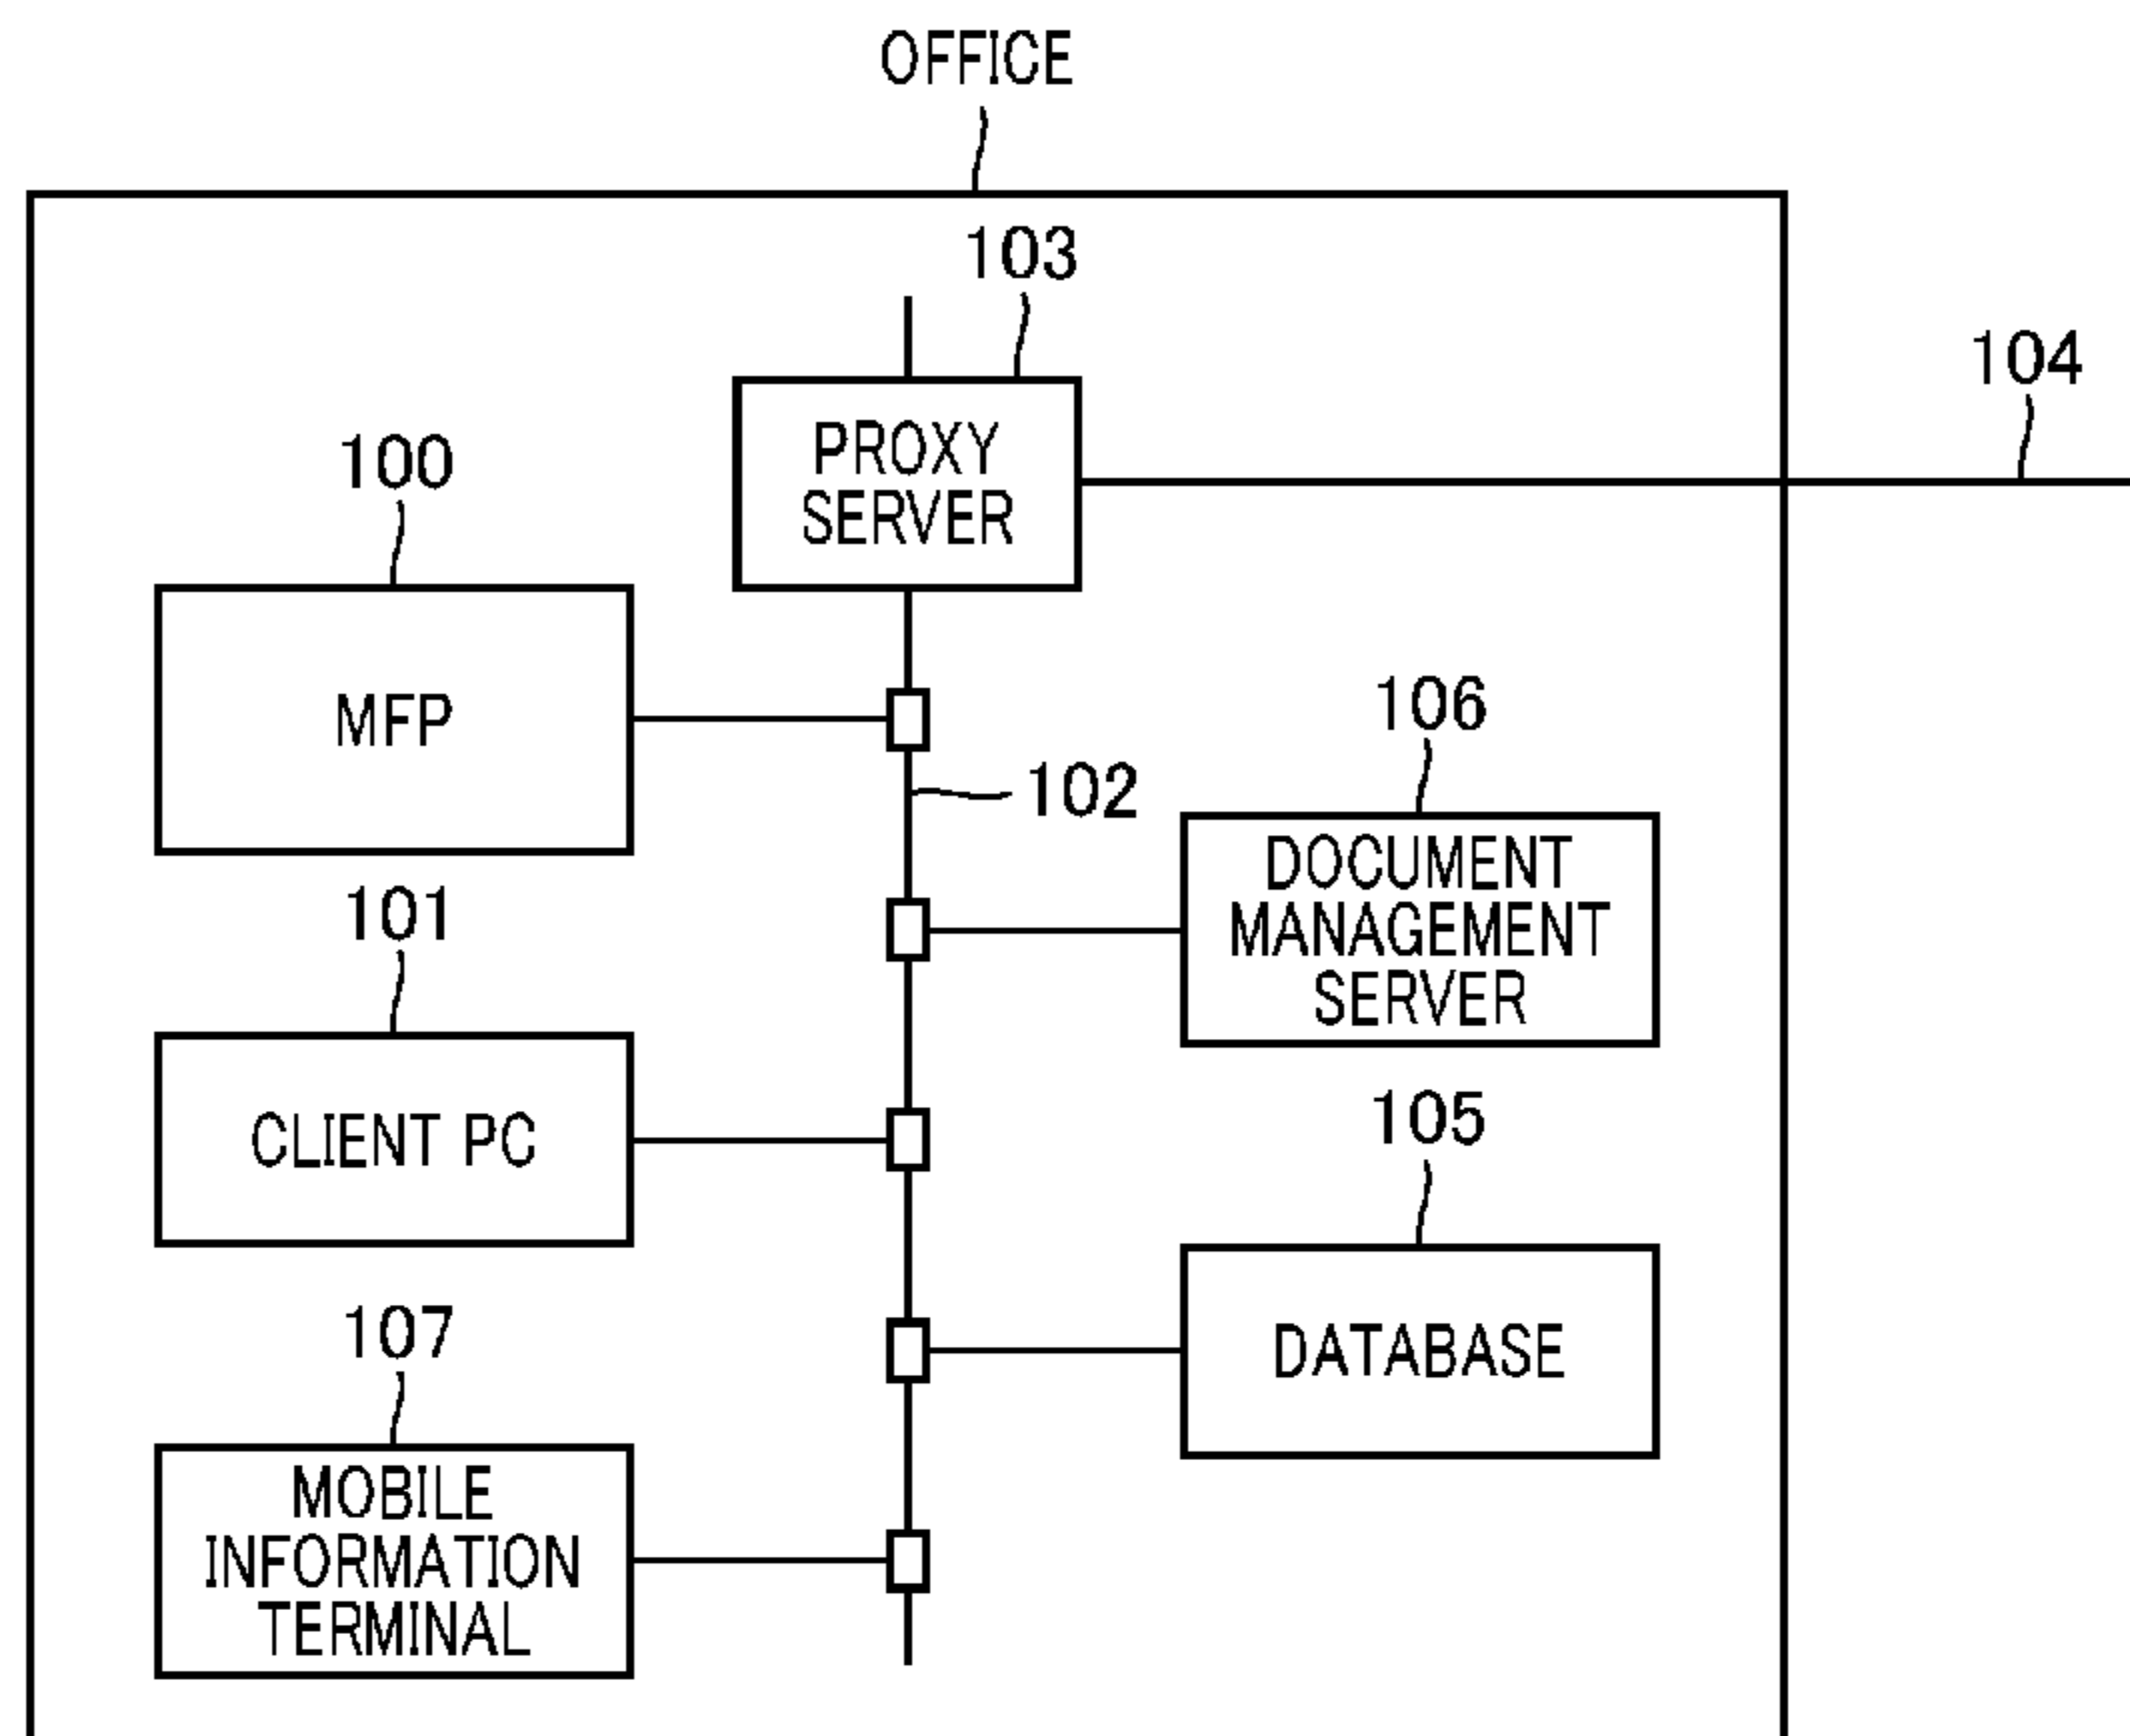 OFFICE
103
104
PROXY
SERVER
100
MFP
106
102
DOCUMENT
MANAGEMENT
SERVER
101
CLIENT PC
105
DATABASE
107
MOBILE
INFORMATION
TERMINAL